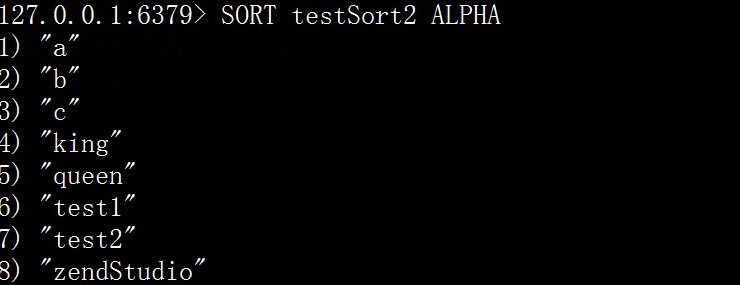 127.0.0.1:6379> SORT testSort2 ALPHA
1) "a"
2) "b"
3) "c"
4) "king"
5) "queen"
6) "test1"
7) "test2"
8) "zendStudio"